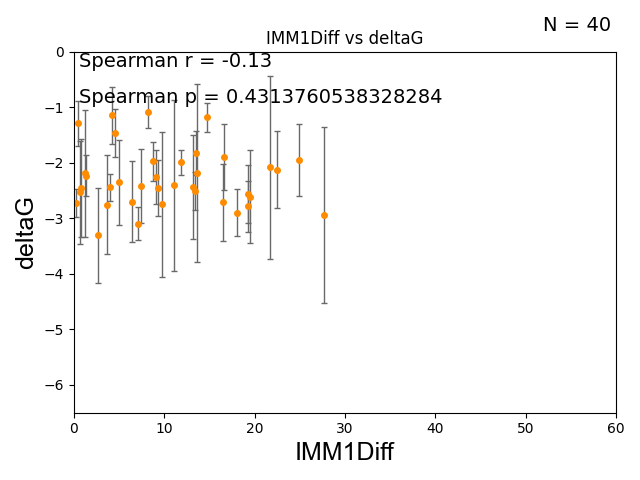 N = 40
IMM1Diff vs deltaG
Spearman r = -0.13
Spearman p = 0.4313760538328284
0
−1
−2
−3
−4
−5
−6
deltaG
0 10 20 30 40 50 60
IMM1Diff